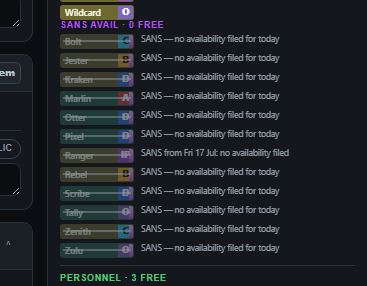 Wildcard O
SANS AVAIL · 0 FREE
Bolt SANS — no availability filed for today
Jester SANS — no availability filed for today
em
Kraken SANS — no availability filed for today
Marlin A SANS — no availability filed for today
Otter SANS — no availability filed for today
Pixel SANS — no availability filed for today
LIC
Ranger SANS from Fri 17 Jul: no availability filed
Rebel SANS — no availability filed for today
Scribe SANS — no availability filed for today
Tally SANS — no availability filed for today
Zenith SANS — no availability filed for today
Zulu SANS — no availability filed for today
PERSONNEL · 3 FREE